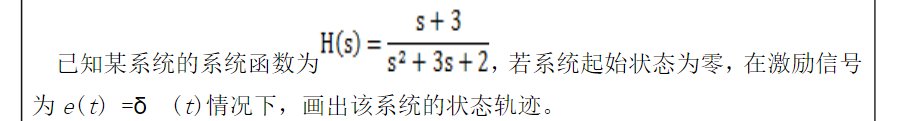 已知某系统的系统函数为H(s) = \frac{s+3}{s²+3s+2}，若系统起始状态为零，在激励信号
为 e(t) =δ (t)情况下，画出该系统的状态轨迹。